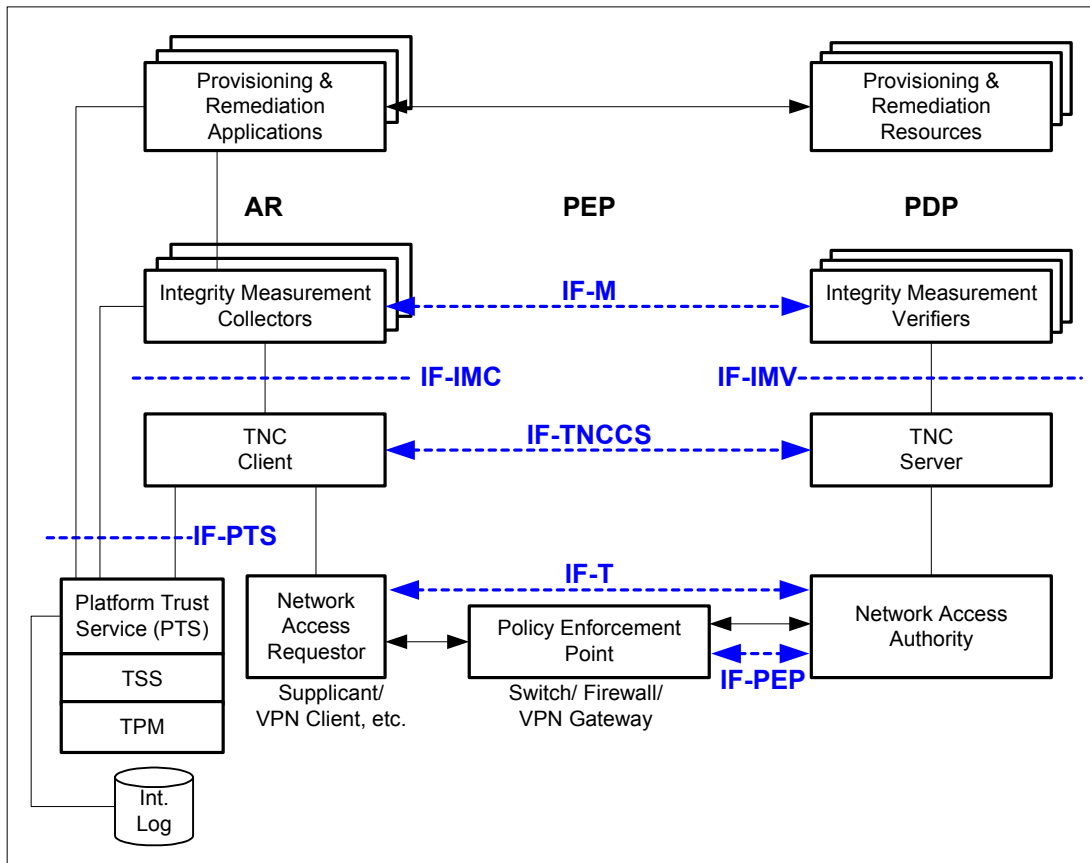 Provisioning &
Remediation
Applications
Provisioning &
Remediation
Resources
AR
PEP
PDP
Integrity Measurement
Collectors
IF-M
Integrity Measurement
Verifiers
IF-IMC
IF-IMV
TNC
Client
IF-TNCCS
TNC
Server
IF-PTS
IF-T
Platform Trust
Service (PTS)
TSS
TPM
Network
Access
Requestor
Supplicant/
VPN Client, etc.
Policy Enforcement
Point
Switch/ Firewall/
VPN Gateway
IF-PEP
Network Access
Authority
Int.
Log